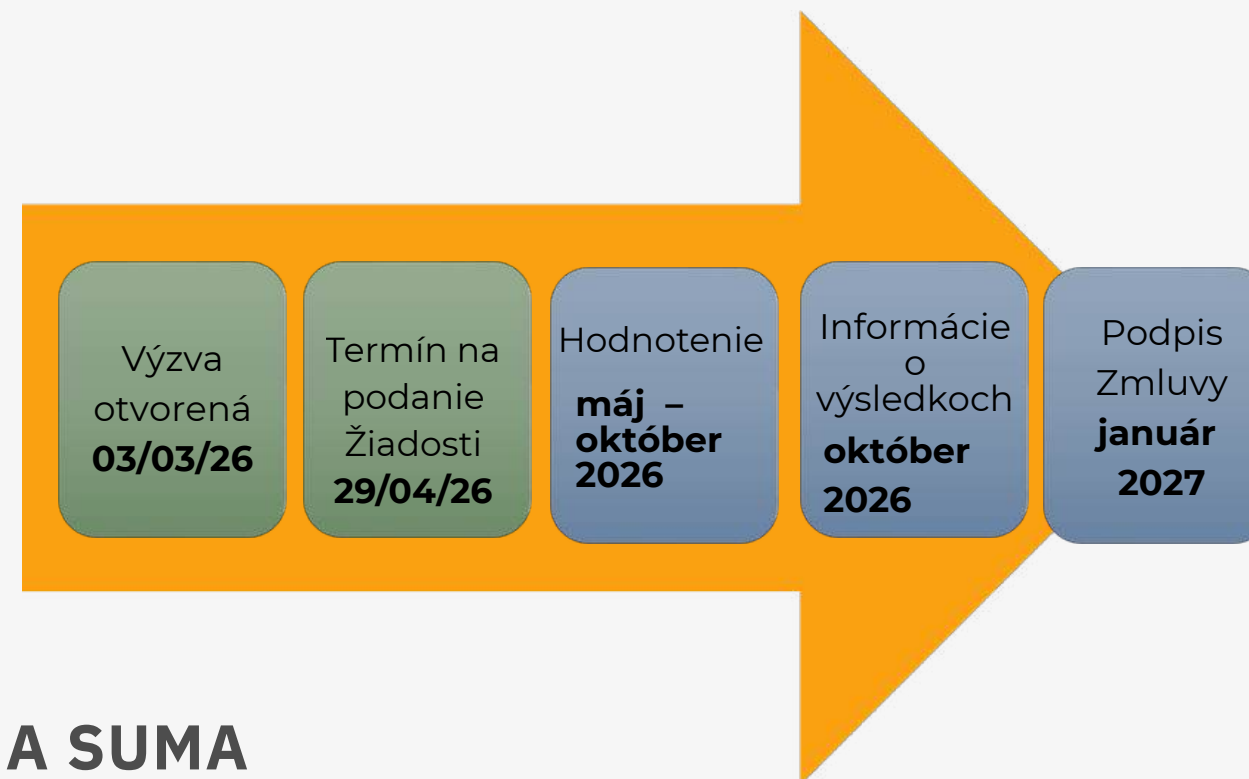 Výzva
otvorená
03/03/26
Termín na
podanie
Žiadosti
29/04/26
Hodnotenie
máj –
október
2026
Informácie
o
výsledkoch
október
2026
Podpis
Zmluvy
január
2027
A SUMA